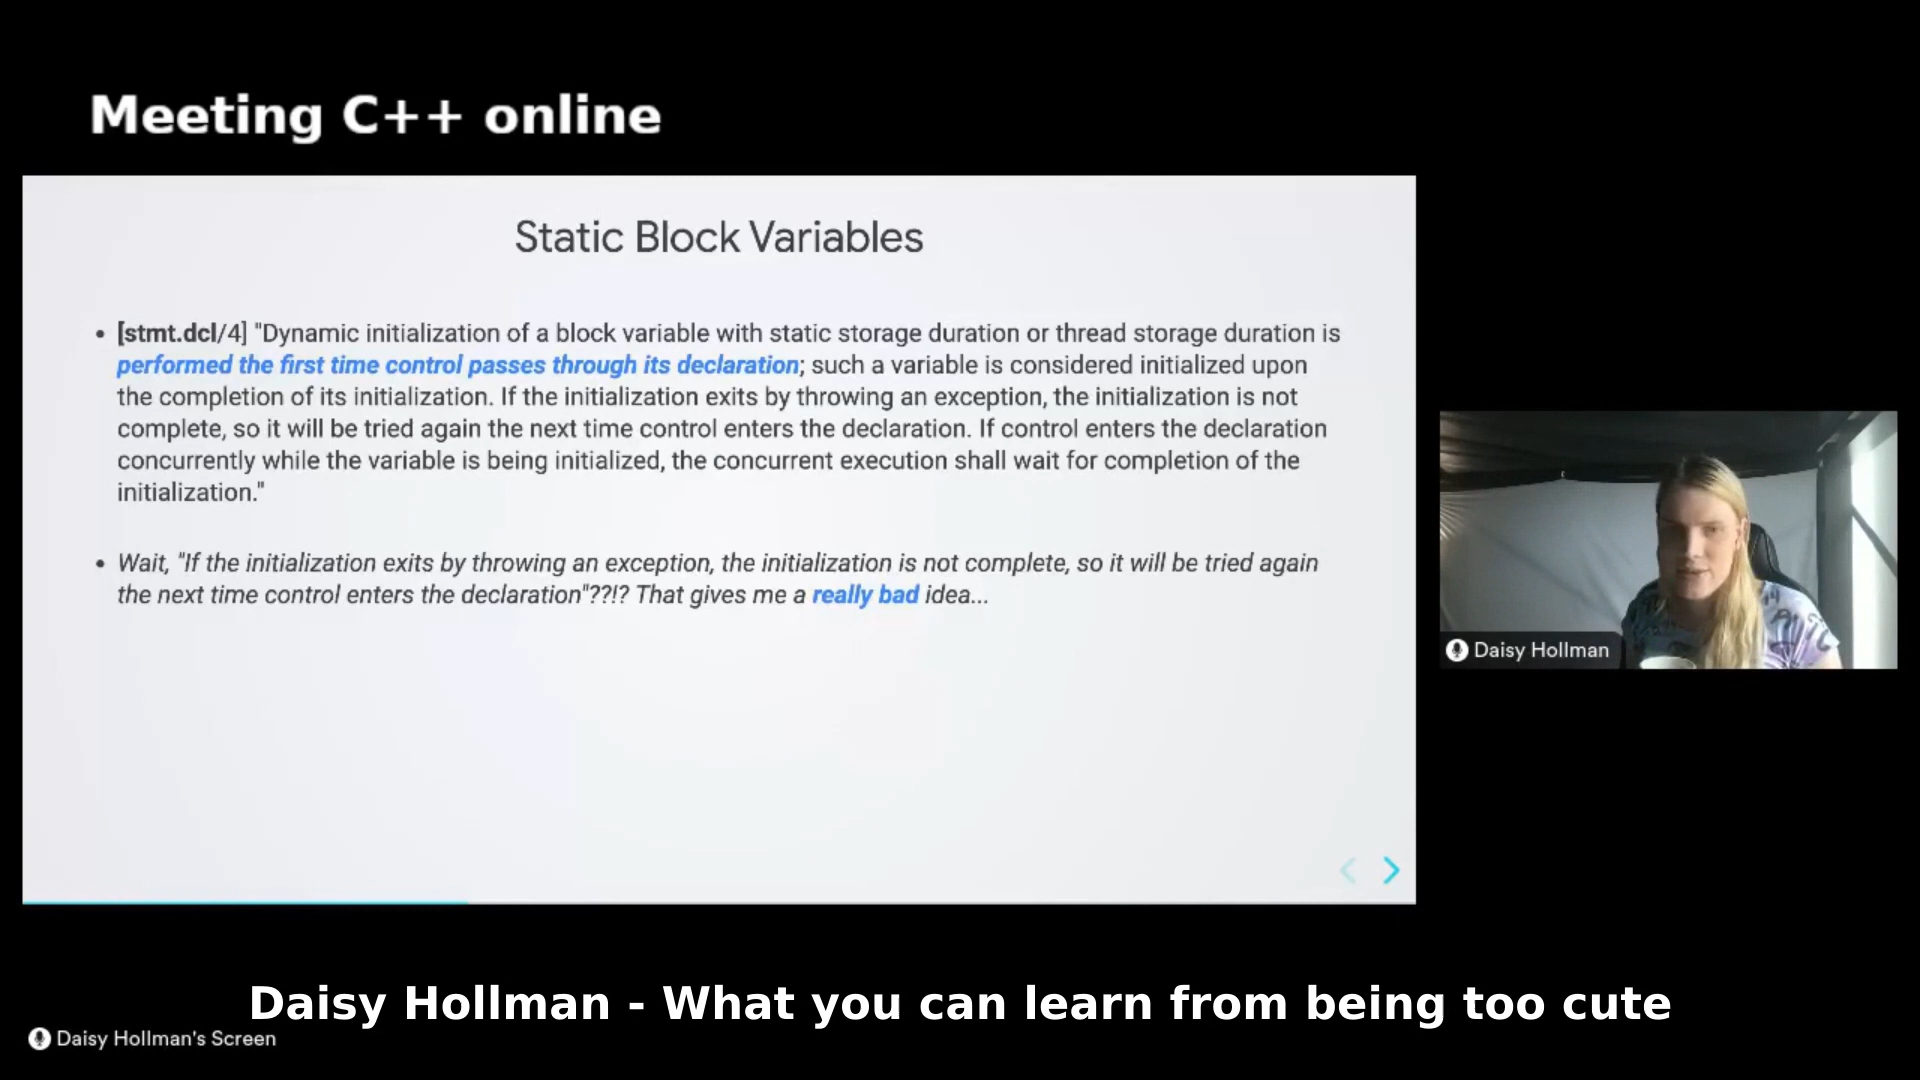 Meeting C++ online
Static Block Variables
• [stmt.dcl/4] "Dynamic initialization of a block variable with static storage duration or thread storage duration is
performed the first time control passes through its declaration; such a variable is considered initialized upon
the completion of its initialization. If the initialization exits by throwing an exception, the initialization is not
complete, so it will be tried again the next time control enters the declaration. If control enters the declaration
concurrently while the variable is being initialized, the concurrent execution shall wait for completion of the
initialization."
• Wait, "If the initialization exits by throwing an exception, the initialization is not complete, so it will be tried again
the next time control enters the declaration"??!? That gives me a really bad idea...
Daisy Hollman
Daisy Hollman - What you can learn from being too cute
Daisy Hollman's Screen